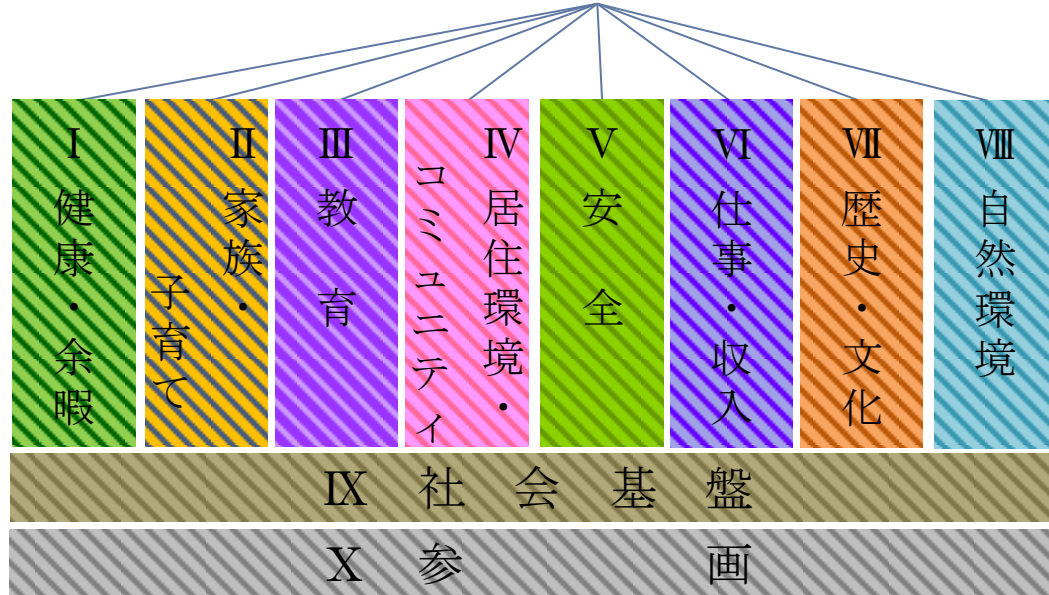 Ⅰ 健康・余暇
Ⅱ 家族・
子育て
Ⅲ 教育
Ⅳ 居住環境・
コミュニティ
Ⅴ 安全
Ⅵ 仕事・収入
Ⅶ 歴史・文化
Ⅷ 自然環境
Ⅸ 社会基盤
Ⅹ 参画